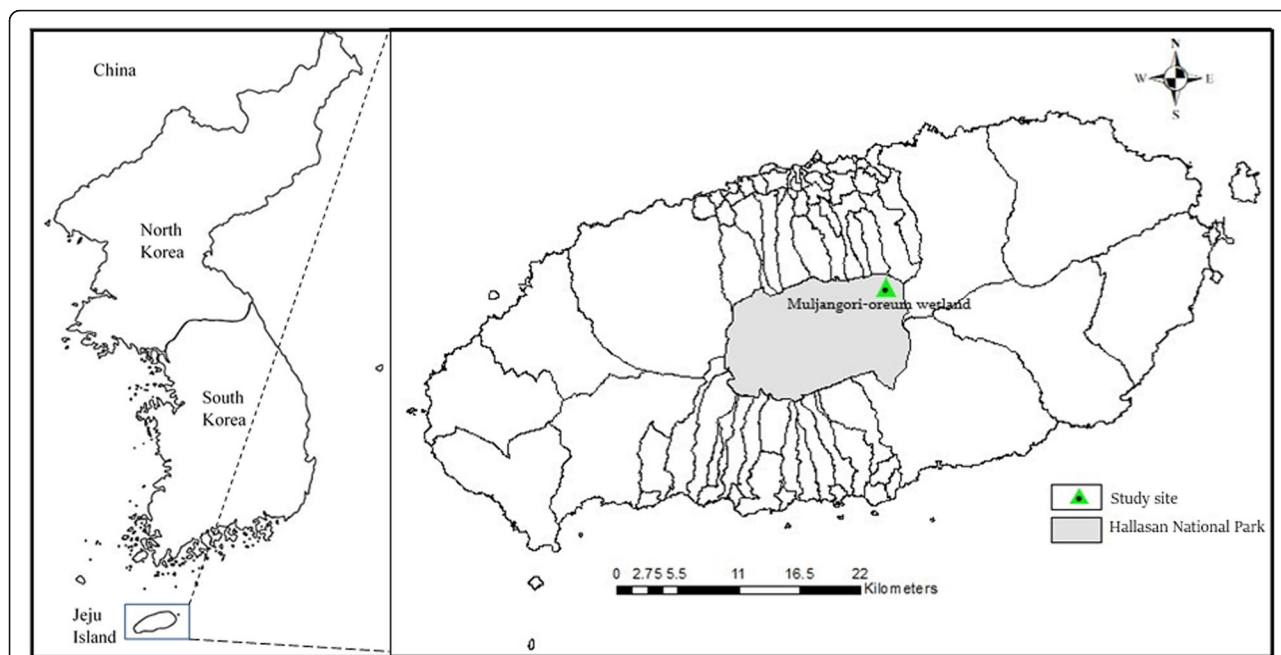 China
North
Korea
South
Korea
Jeju
Island
N
W E
S
Muljangori-oreum wetland
Study site
Hallasan National Park
0 2.75 5.5 11 16.5 22
Kilometers